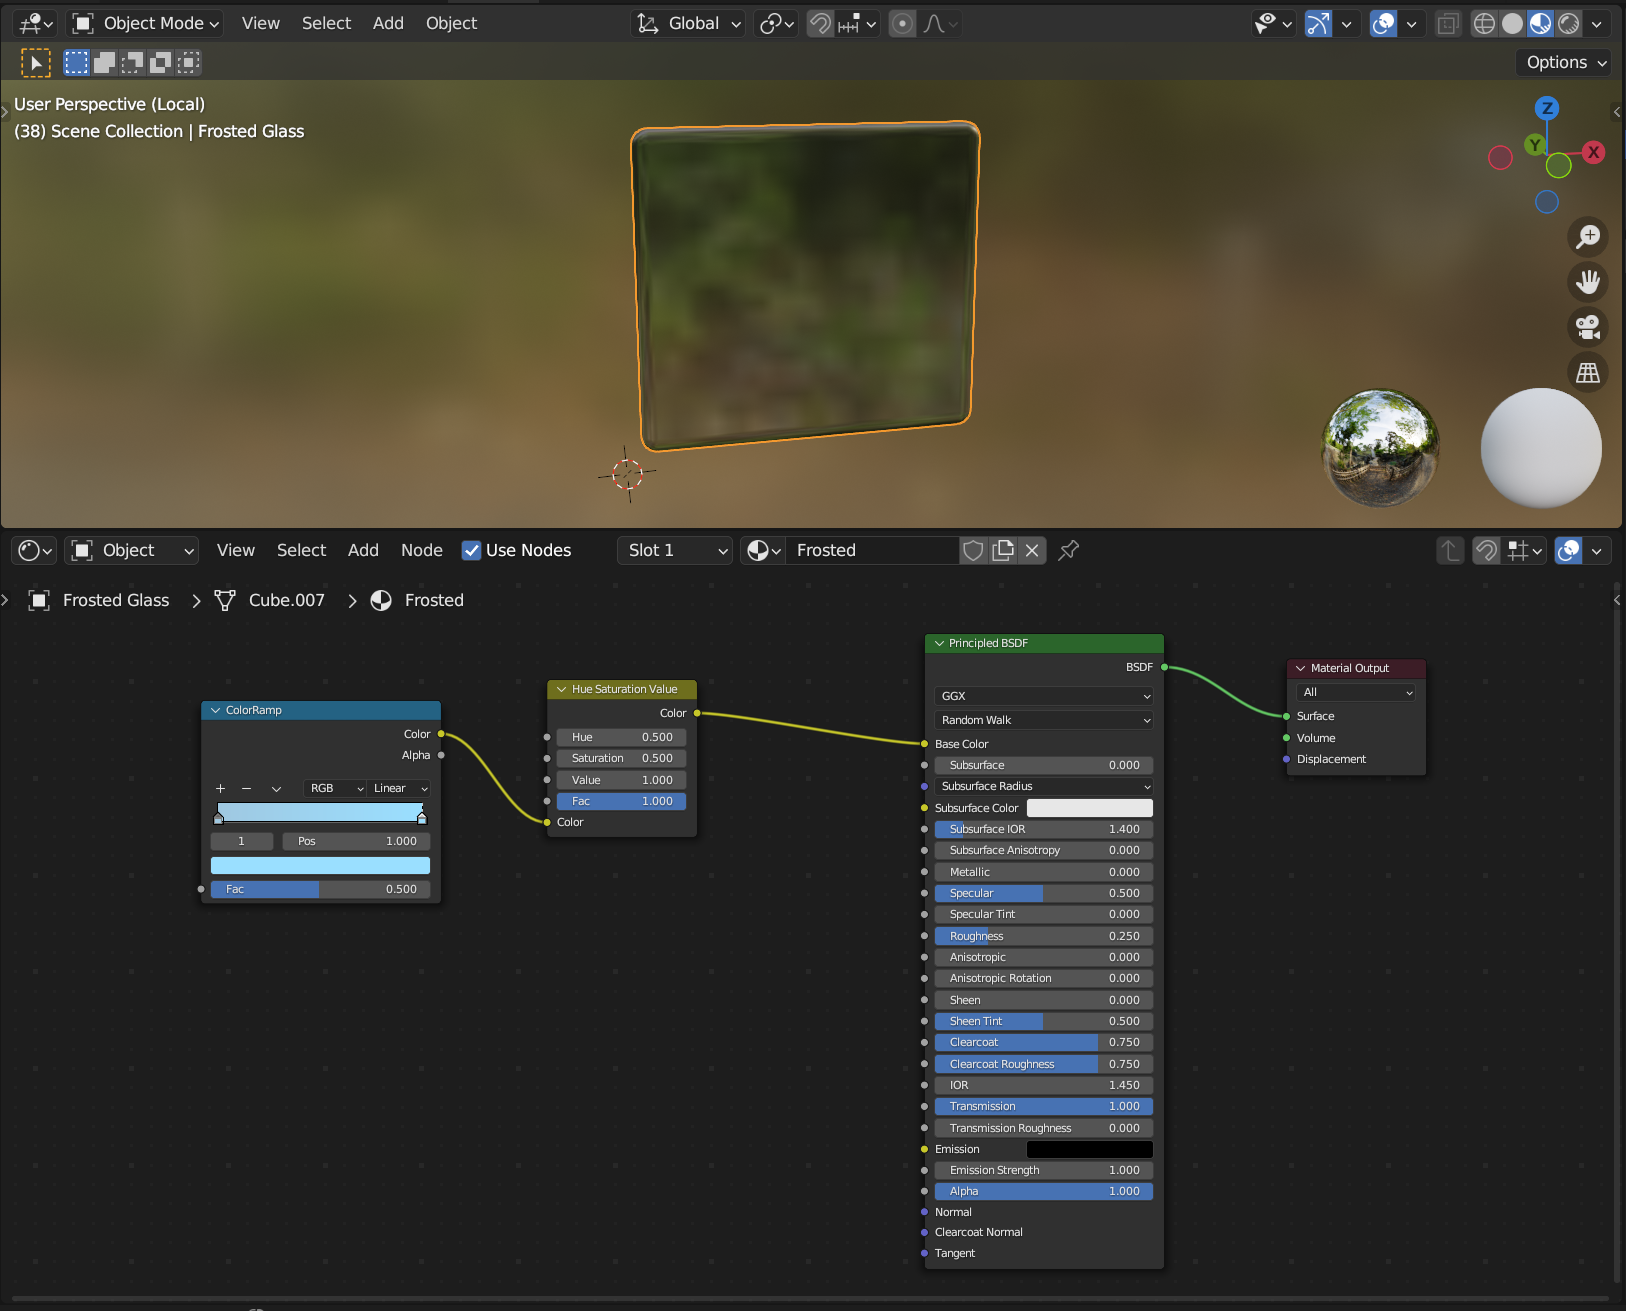 Object Mode View Select Add Object Global
Options
User Perspective (Local)
(38) Scene Collection | Frosted Glass
Z
Y
X
Object View Select Add Node Use Nodes Slot 1 Frosted
Frosted Glass > Cube.007 > Frosted
ColorRamp
Color
Alpha
+ − RGB Linear
1 Pos 1.000
Fac 0.500
Hue Saturation Value
Color
Hue 0.500
Saturation 0.500
Value 1.000
Fac 1.000
Color
Principled BSDF
BSDF
GGX
Random Walk
Base Color
Subsurface 0.000
Subsurface Radius
Subsurface Color
Subsurface IOR 1.400
Subsurface Anisotropy 0.000
Metallic 0.000
Specular 0.500
Specular Tint 0.000
Roughness 0.250
Anisotropic 0.000
Anisotropic Rotation 0.000
Sheen 0.000
Sheen Tint 0.500
Clearcoat 0.750
Clearcoat Roughness 0.750
IOR 1.450
Transmission 1.000
Transmission Roughness 0.000
Emission
Emission Strength 1.000
Alpha 1.000
Normal
Clearcoat Normal
Tangent
Material Output
All
Surface
Volume
Displacement